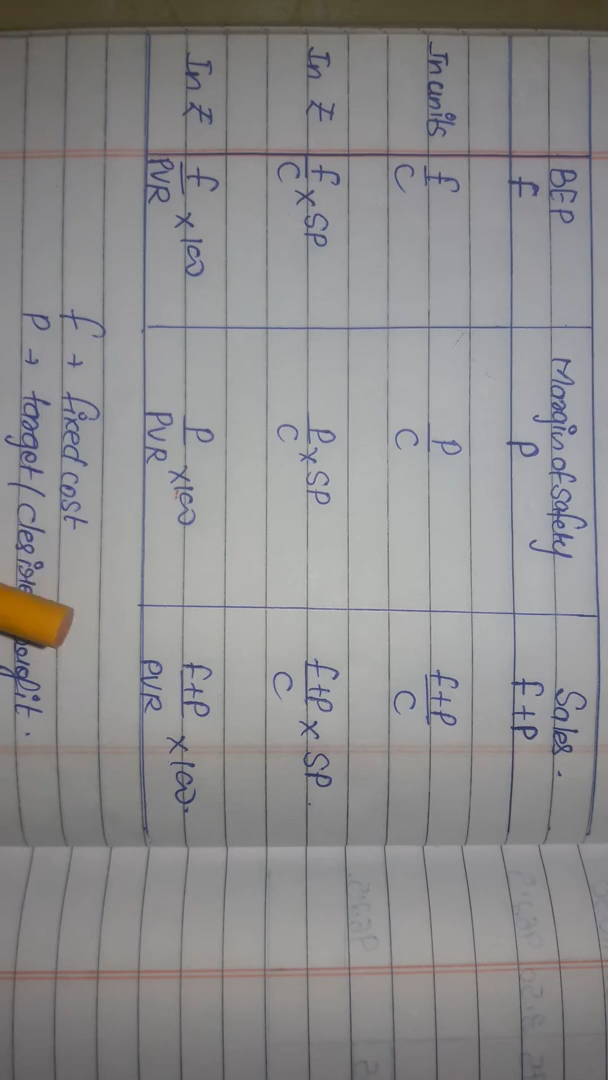 BEP Margin of Safety Sales.
f P f+P
In units f/C P/C f+P/C
In ₹ f/C × SP P/C × SP f+P/C × SP.
In ₹ f/PVR × 100 P/PVR × 100 f+P/PVR × 100.
f → fixed cost
P → target/ profit.